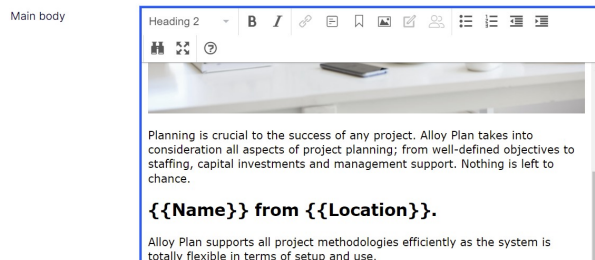 Main body
Heading 2
B I
Planning is crucial to the success of any project. Alloy Plan takes into
consideration all aspects of project planning; from well-defined objectives to
staffing, capital investments and management support. Nothing is left to
chance.
{{Name}} from {{Location}}.
Alloy Plan supports all project methodologies efficiently as the system is
totally flexible in terms of setup and use.